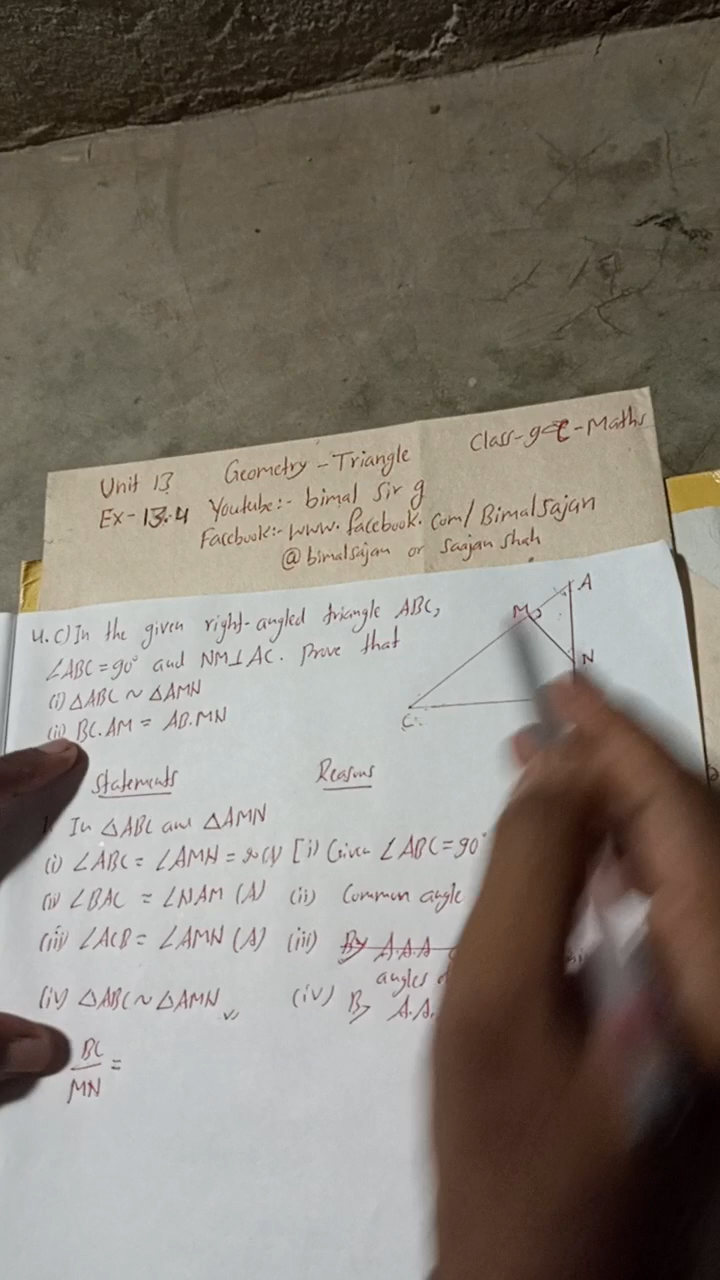 Unit 13 Geometry - Triangle Class - 9 - Maths
Ex - 13.4 Youtube:- bimal sir g
Facebook:- www.facebook.com/BimalSajan
@bimalsajan or Saajan Shah
4.c) In the given right-angled triangle ABC,
∠ABC = 90° and NM⊥AC. Prove that
(i) △ABC ~ △AMN
(ii) BC.AM = AB.MN
A
M
N
C
Statements Reasons
1. In △ABC and △AMN
(i) ∠ABC = ∠AMN = 90° (A) (i) Given ∠ABC = 90°
(ii) ∠BAC = ∠NAM (A) (ii) Common angle
(iii) ∠ACB = ∠AMN (A) (iii) By A.A.A
angles
(iv) △ABC ~ △AMN (iv) By A.A.
BC/MN =